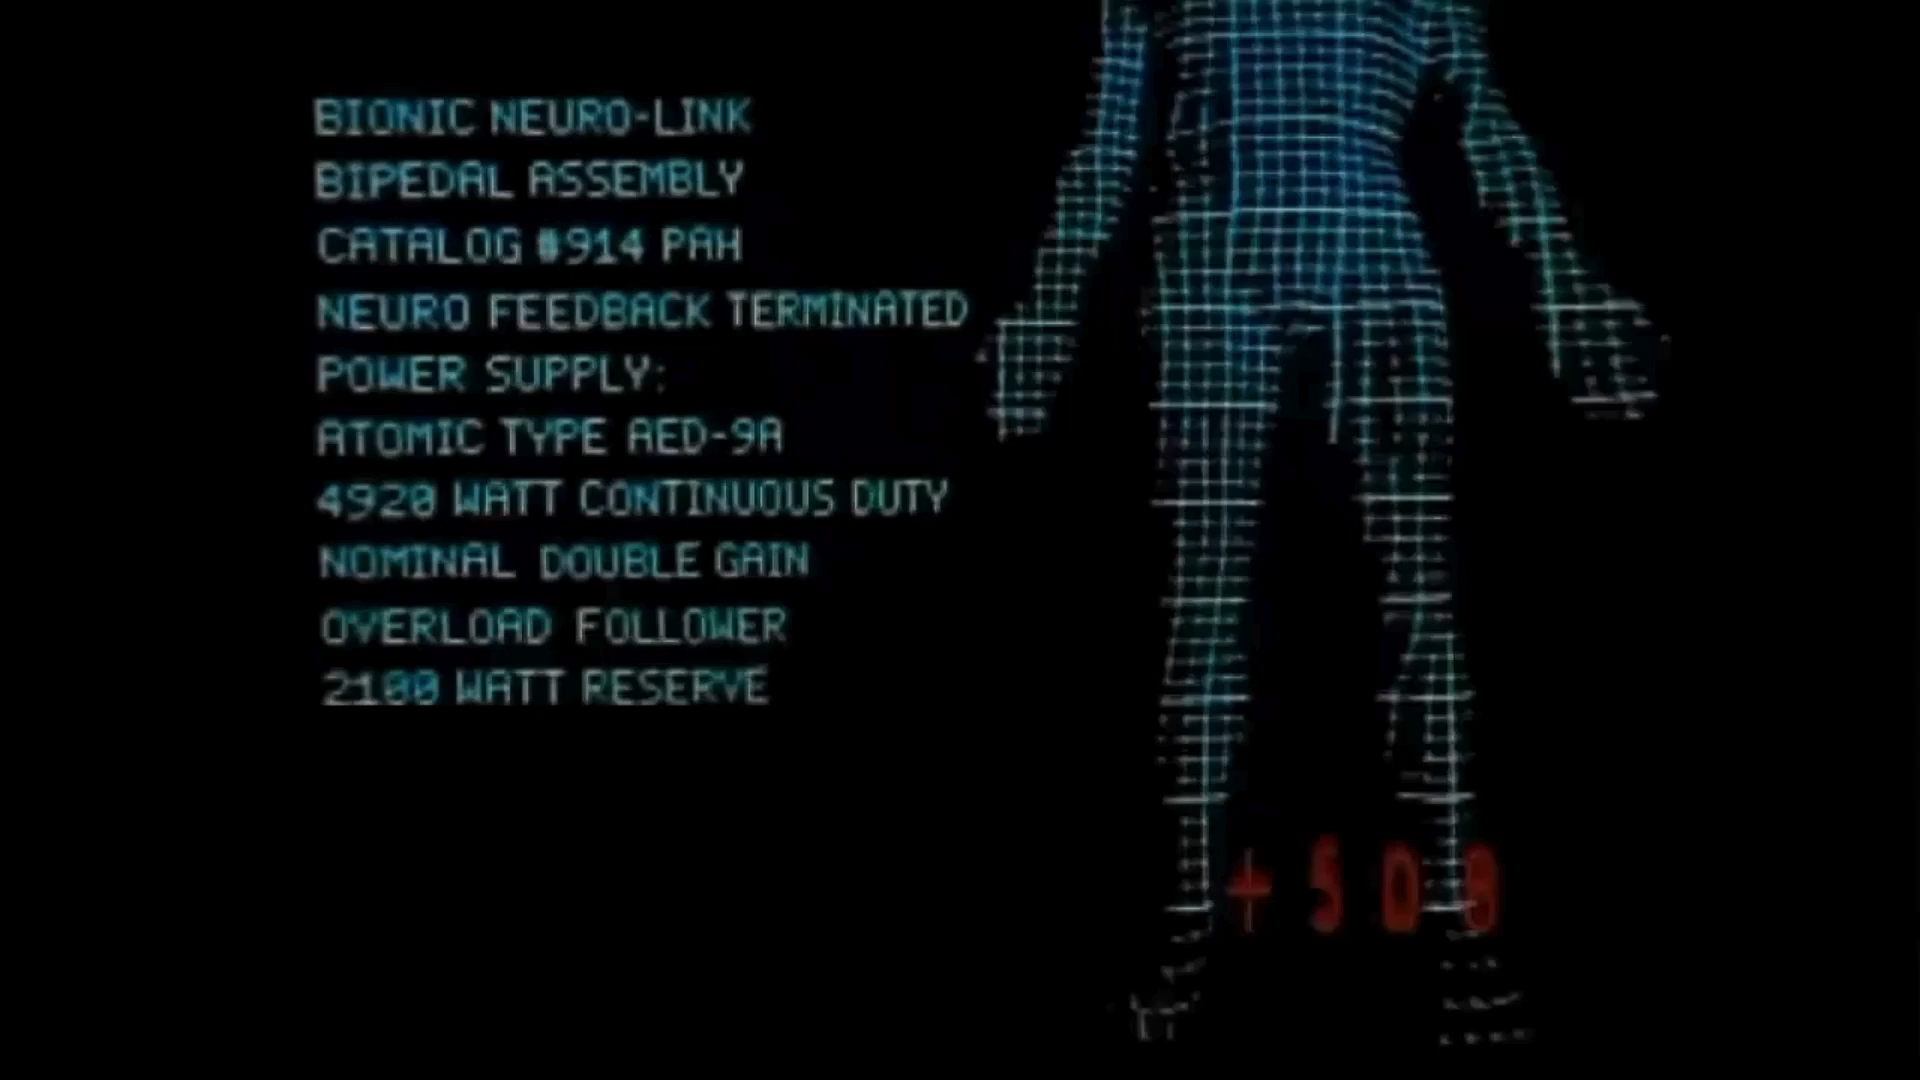 BIONIC NEURO-LINK
BIPEDAL ASSEMBLY
CATALOG #914 PAH
NEURO FEEDBACK TERMINATED
POWER SUPPLY:
ATOMIC TYPE AED-9A
4920 WATT CONTINUOUS DUTY
NOMINAL DOUBLE GAIN
OVERLOAD FOLLOWER
2100 WATT RESERVE